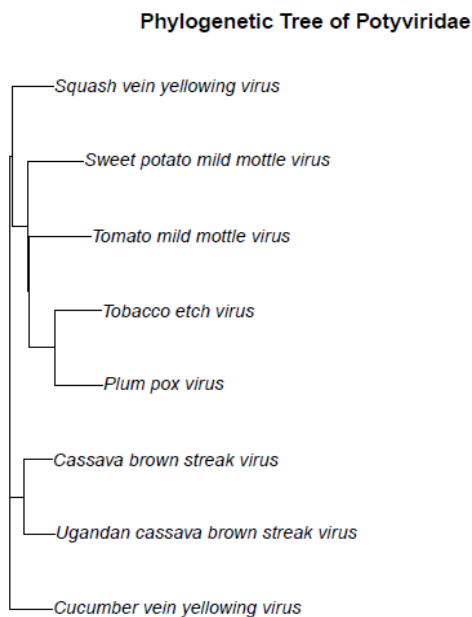 Phylogenetic Tree of Potyviridae
Squash vein yellowing virus
Sweet potato mild mottle virus
Tomato mild mottle virus
Tobacco etch virus
Plum pox virus
Cassava brown streak virus
Ugandan cassava brown streak virus
Cucumber vein yellowing virus